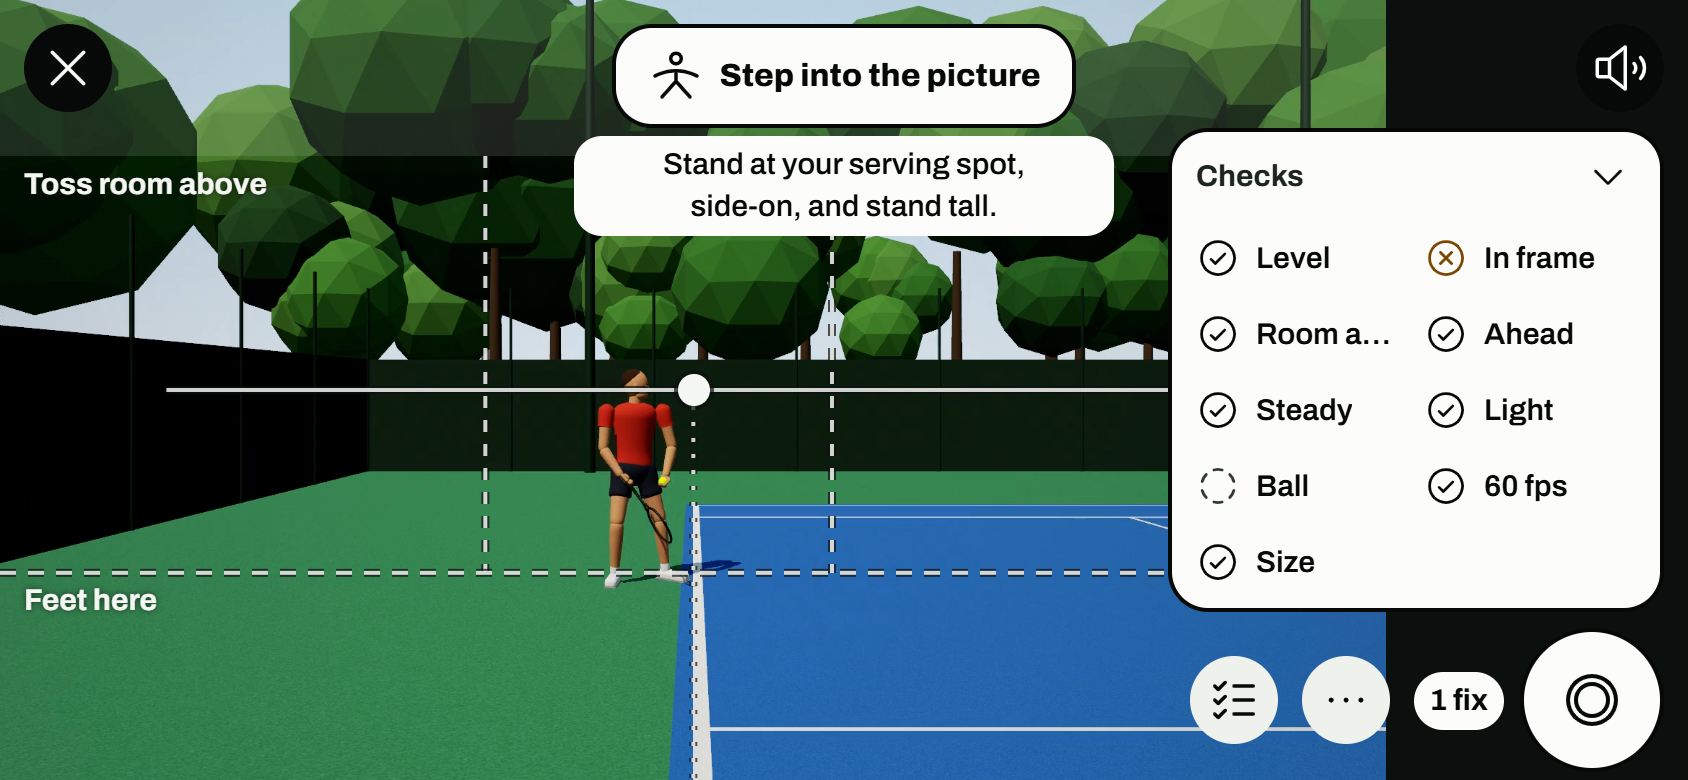 Step into the picture
Stand at your serving spot,
side-on, and stand tall.
Toss room above
Checks
Level
In frame
Room a...
Ahead
Steady
Light
Ball
60 fps
Size
Feet here
1 fix